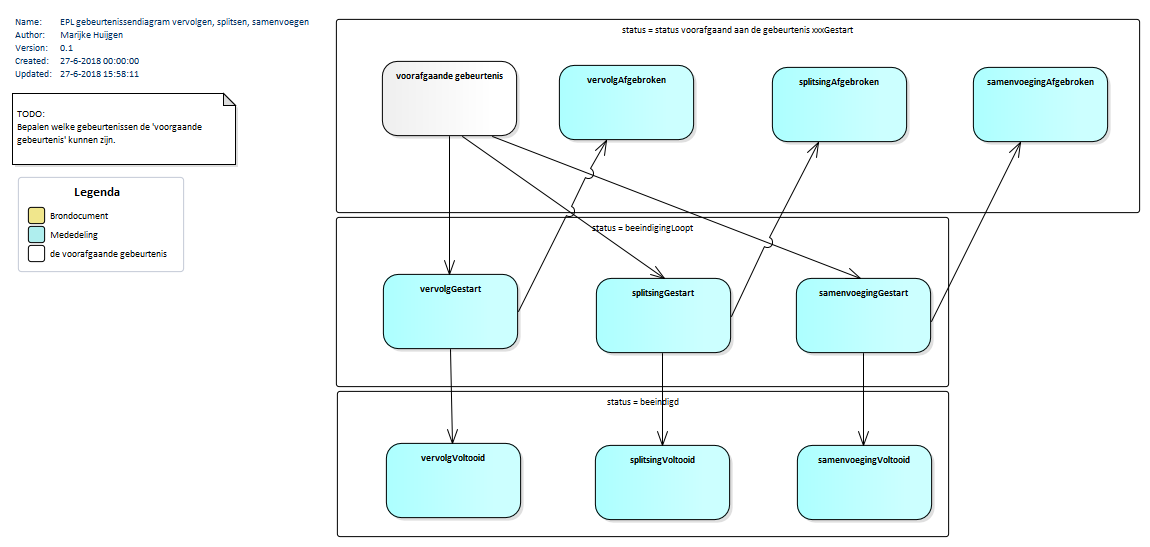 Name: EPL gebeurtenissendiagram vervolgen, splitsen, samenvoegen
Author: Marijke Huijgen
Version: 0.1
Created: 27-6-2018 00:00:00
Updated: 27-6-2018 15:58:11
TODO:
Bepalen welke gebeurtenissen de 'voorgaande
gebeurtenis' kunnen zijn.
Legenda
Brondocument
Mededeling
de voorafgaande gebeurtenis
status = status voorafgaand aan de gebeurtenis xxxGestart
voorafgaande gebeurtenis
vervolgAfgebroken
splitsingAfgebroken
samenvoegingAfgebroken
status = beeindigingLoopt
vervolgGestart
splitsingGestart
samenvoegingGestart
status = beeindigd
vervolgVoltooid
splitsingVoltooid
samenvoegingVoltooid